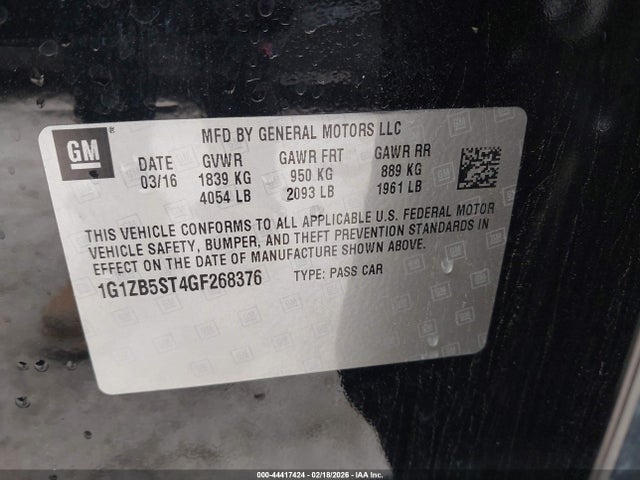 GM ®
MFD BY GENERAL MOTORS LLC
DATE GVWR GAWR FRT GAWR RR
03/16 1839 KG 950 KG 889 KG
4054 LB 2093 LB 1961 LB
THIS VEHICLE CONFORMS TO ALL APPLICABLE U.S. FEDERAL MOTOR
VEHICLE SAFETY, BUMPER, AND THEFT PREVENTION STANDARDS IN
EFFECT ON THE DATE OF MANUFACTURE SHOWN ABOVE.
1G1ZB5ST4GF268376 TYPE: PASS CAR
000-44417424 - 02/18/2026 - IAA Inc.